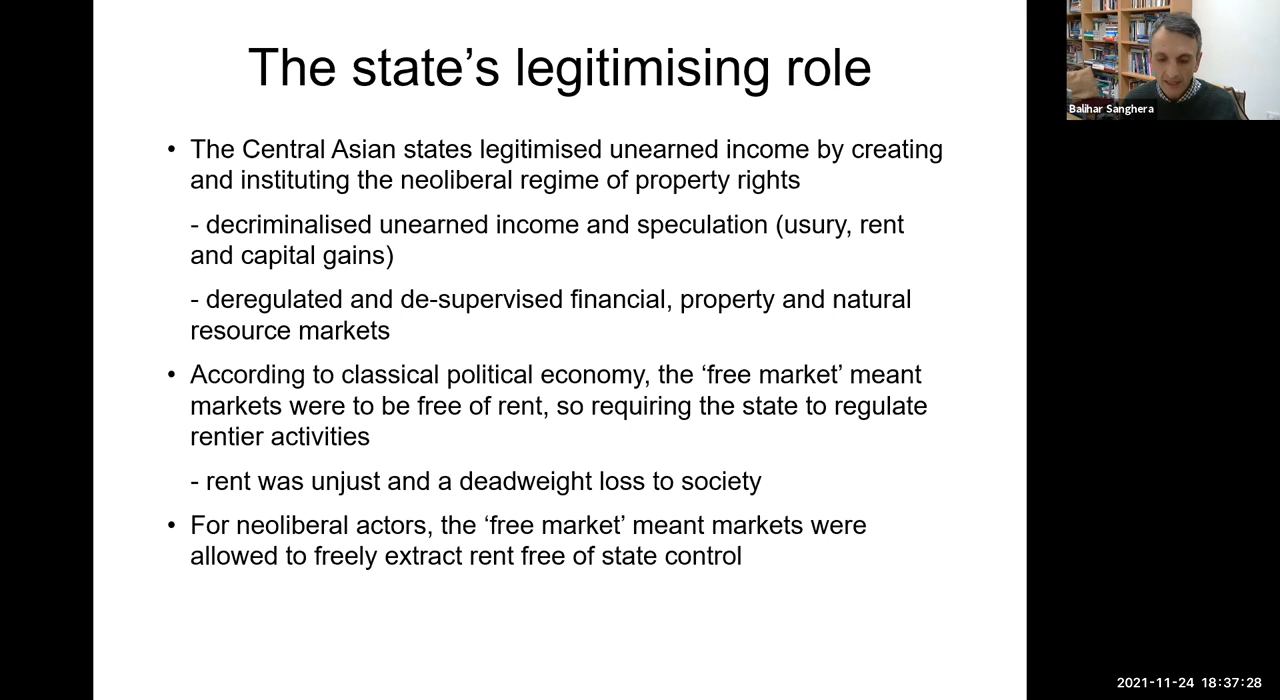 The state’s legitimising role
• The Central Asian states legitimised unearned income by creating
and instituting the neoliberal regime of property rights
- decriminalised unearned income and speculation (usury, rent
and capital gains)
- deregulated and de-supervised financial, property and natural
resource markets
• According to classical political economy, the ‘free market’ meant
markets were to be free of rent, so requiring the state to regulate
rentier activities
- rent was unjust and a deadweight loss to society
• For neoliberal actors, the ‘free market’ meant markets were
allowed to freely extract rent free of state control
Balihar Sanghera
2021-11-24 18:37:28